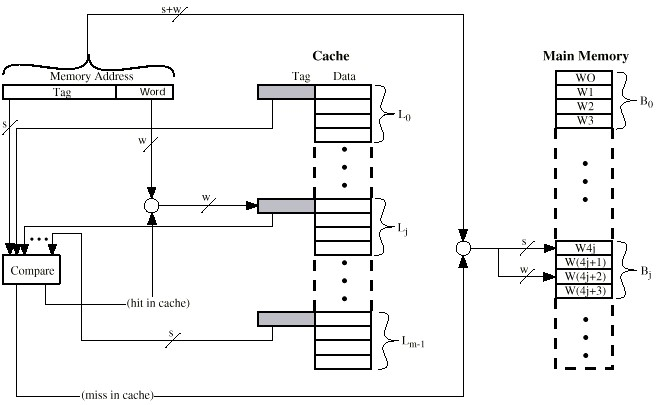 s+w
Cache
Main Memory
Memory Address
Tag
Word
Tag
Data
s
w
w
L0
Lj
Lm-1
WO
W1
W2
W3
B0
s
W4j
W(4j+1)
w
W(4j+2)
W(4j+3)
Bj
Compare
(hit in cache)
s
(miss in cache)